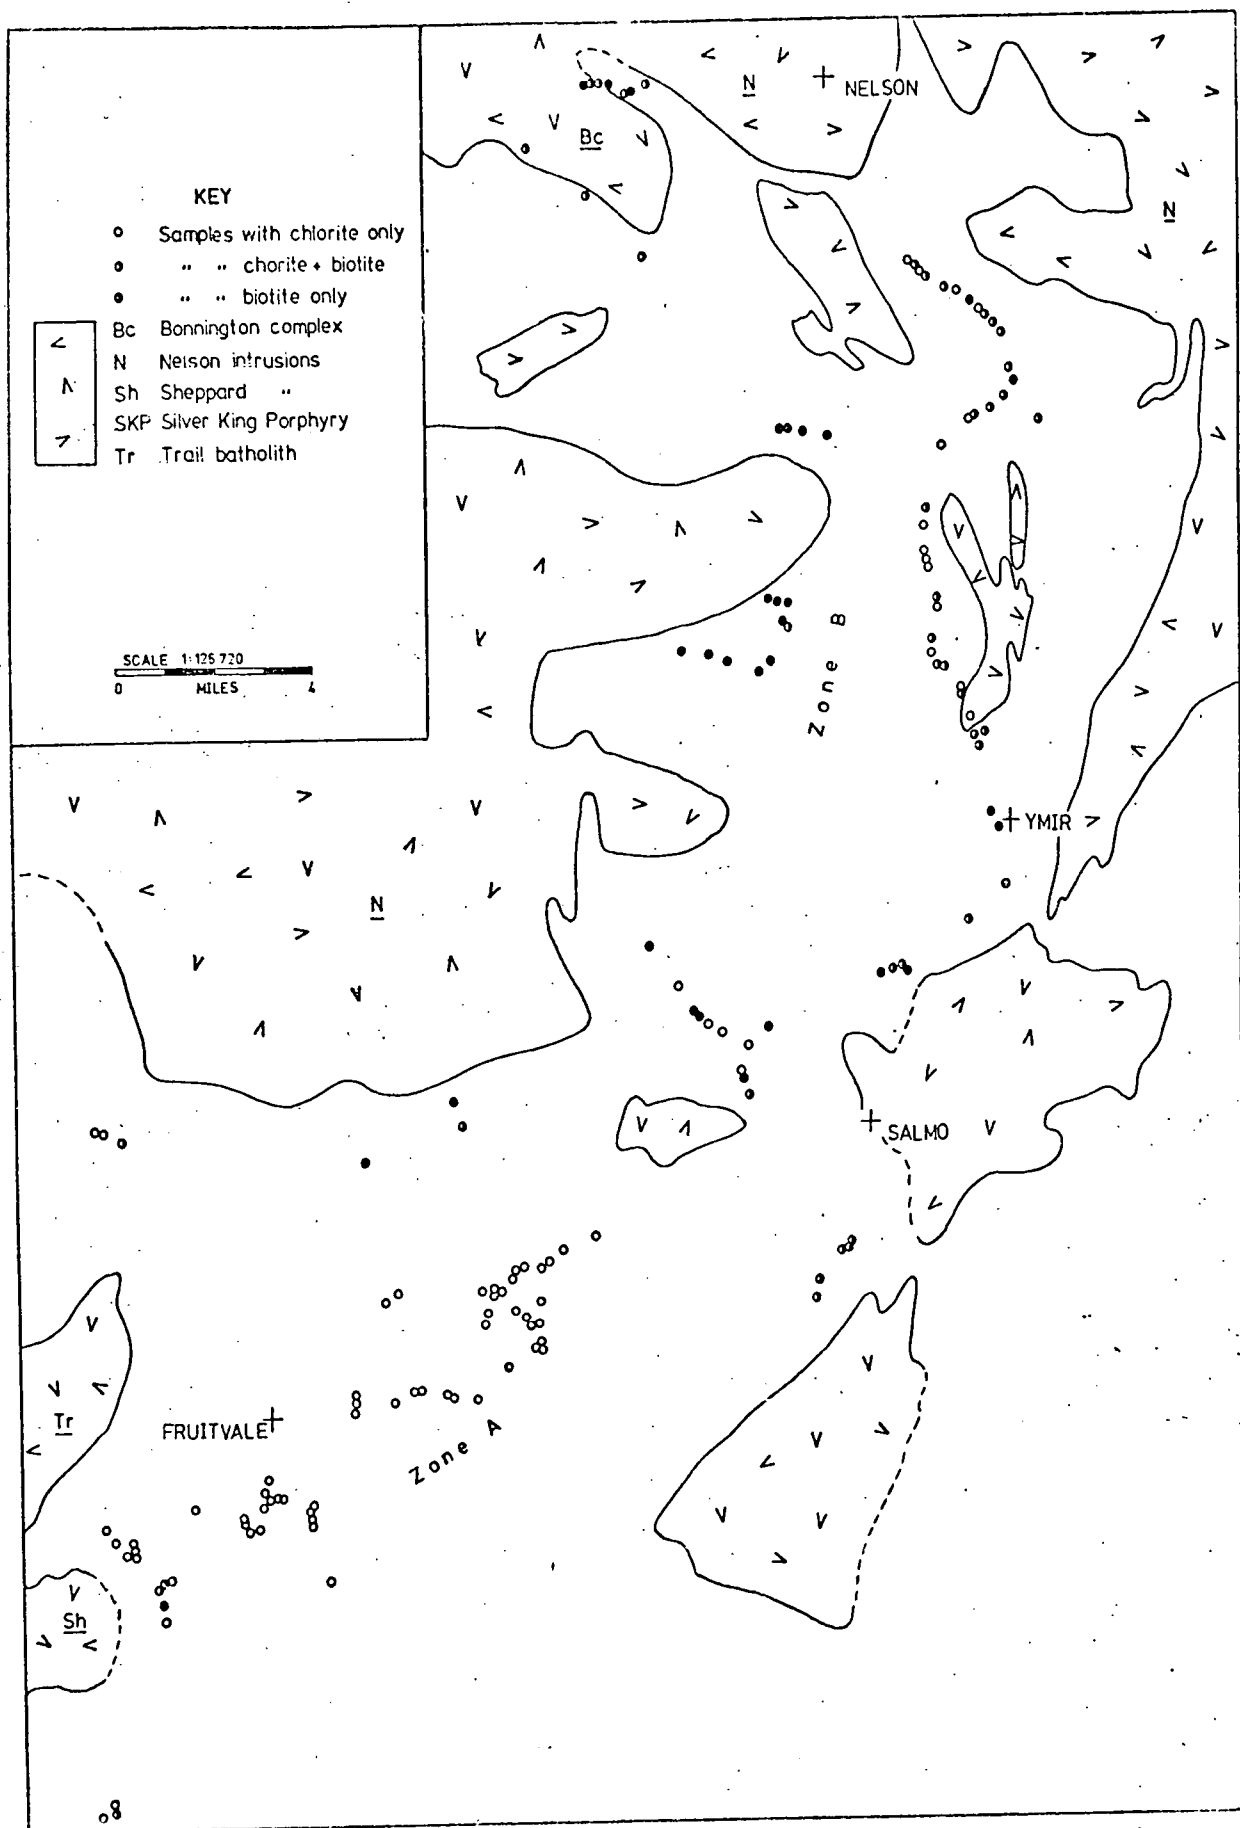 KEY
Samples with chlorite only
" " chorite + biotite
" " biotite only
Bc Bonnington complex
N Nelson intrusions
Sh Sheppard "
SKP Silver King Porphyry
Tr Trail batholith
SCALE 1:125 720
0 MILES 4
N
NELSON
Bc
N
Zone B
YMIR
N
SALMO
Tr
FRUITVALE
Zone A
Sh